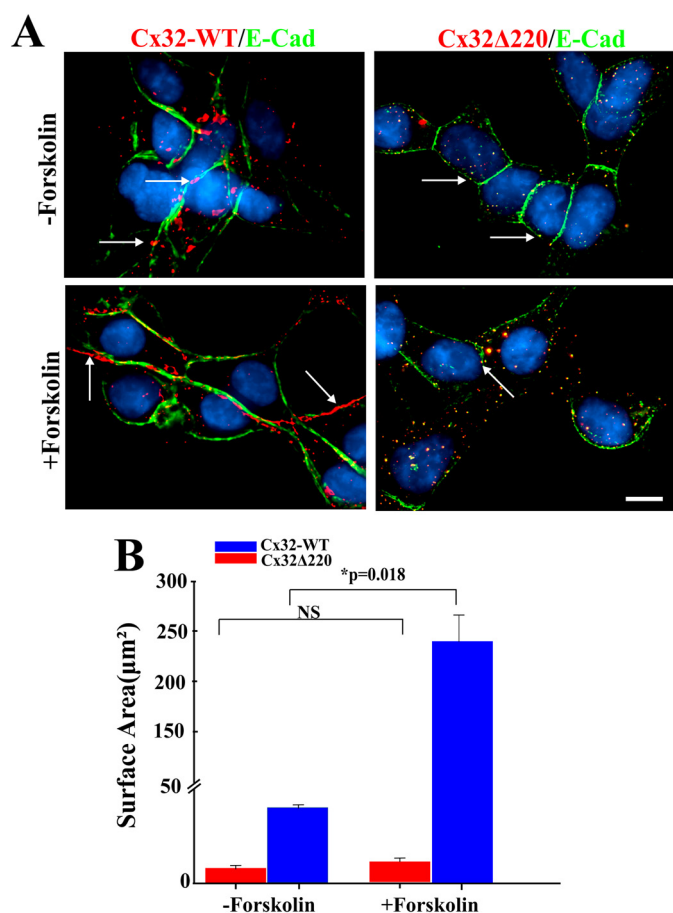 A
Cx32-WT/E-Cad
Cx32Δ220/E-Cad
-Forskolin
+Forskolin
B
Cx32-WT
Cx32Δ220
*p=0.018
NS
Surface Area(µm²)
300
250
200
150
50
0
-Forskolin
+Forskolin